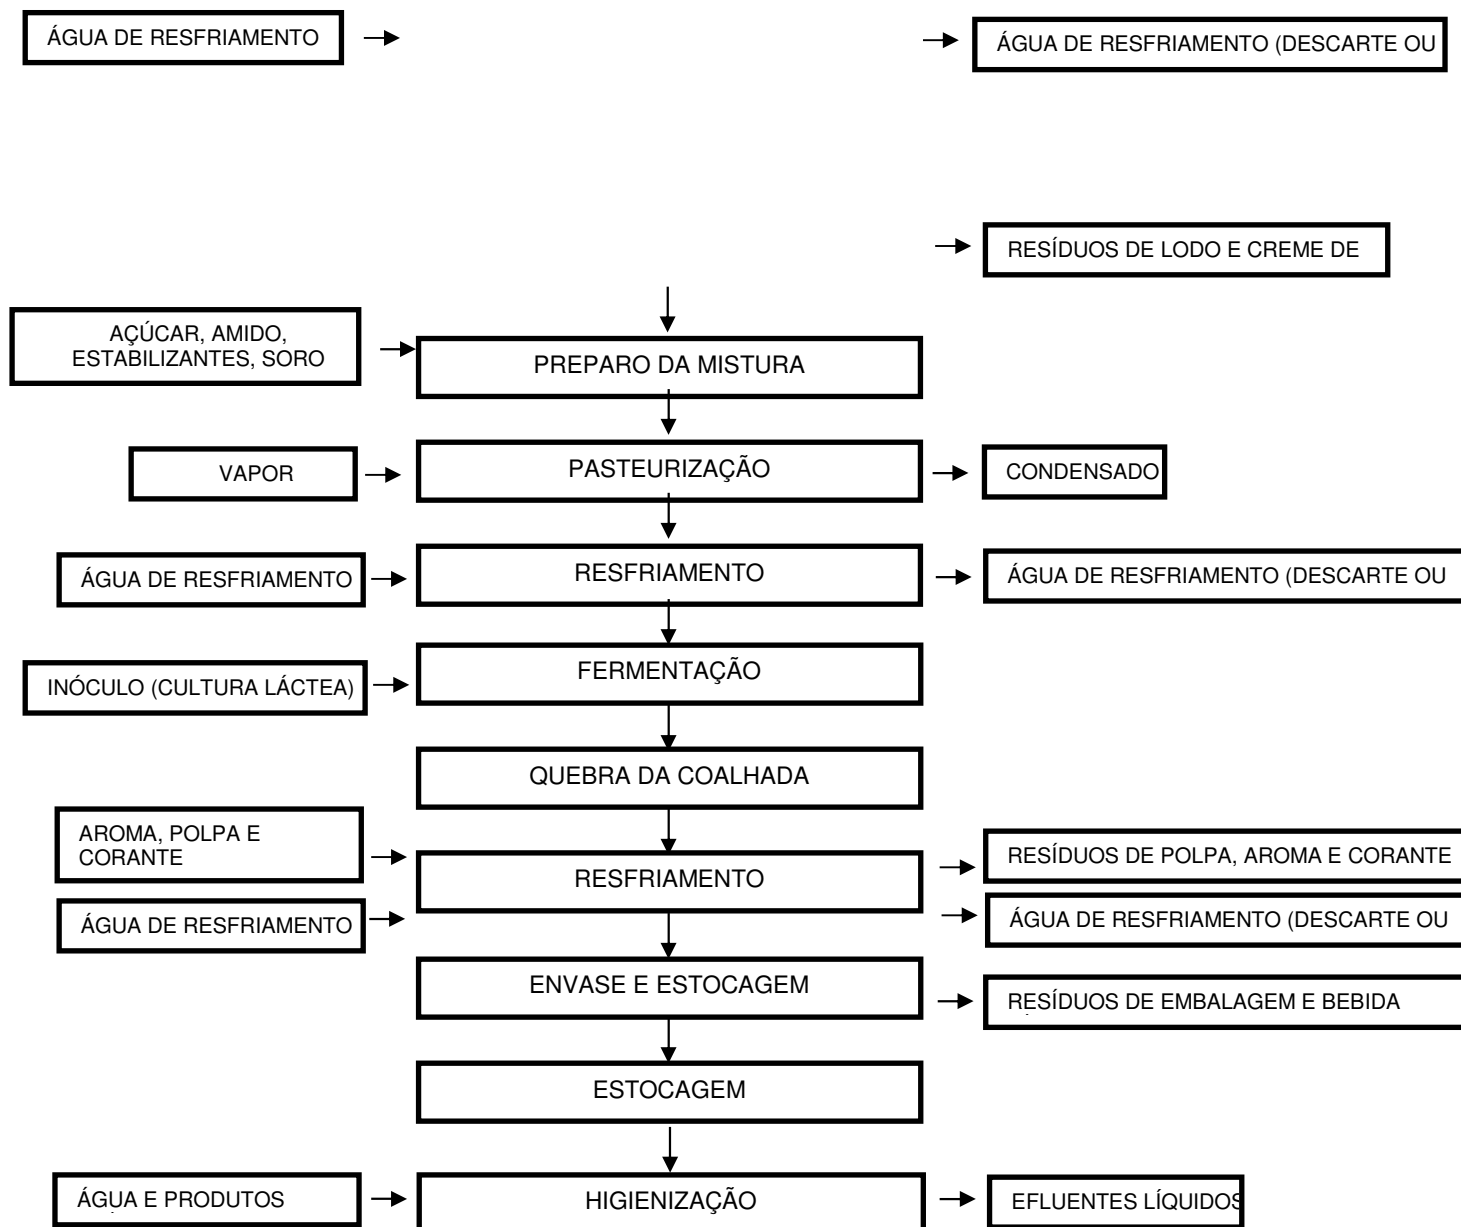 ÁGUA DE RESFRIAMENTO
ÁGUA DE RESFRIAMENTO (DESCARTE OU
RESÍDUOS DE LODO E CREME DE
AÇÚCAR, AMIDO,
ESTABILIZANTES, SORO
PREPARO DA MISTURA
VAPOR
PASTEURIZAÇÃO
CONDENSADO
ÁGUA DE RESFRIAMENTO
RESFRIAMENTO
ÁGUA DE RESFRIAMENTO (DESCARTE OU
INÓCULO (CULTURA LÁCTEA)
FERMENTAÇÃO
QUEBRA DA COALHADA
AROMA, POLPA E
CORANTE
RESFRIAMENTO
RESÍDUOS DE POLPA, AROMA E CORANTE
ÁGUA DE RESFRIAMENTO
ÁGUA DE RESFRIAMENTO (DESCARTE OU
ENVASE E ESTOCAGEM
RESÍDUOS DE EMBALAGEM E BEBIDA
ESTOCAGEM
ÁGUA E PRODUTOS
HIGIENIZAÇÃO
EFLUENTES LÍQUIDOS